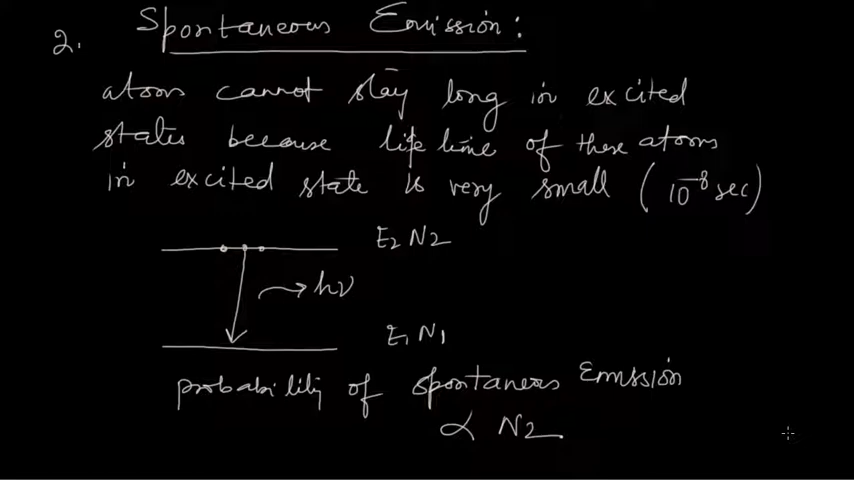 2. Spontaneous Emission:
atoms cannot stay long in excited
states because life time of these atoms
in excited state is very small (10⁻⁸ sec)
E₂ N₂
hν
E₁ N₁
probability of spontaneous Emission
∝ N₂